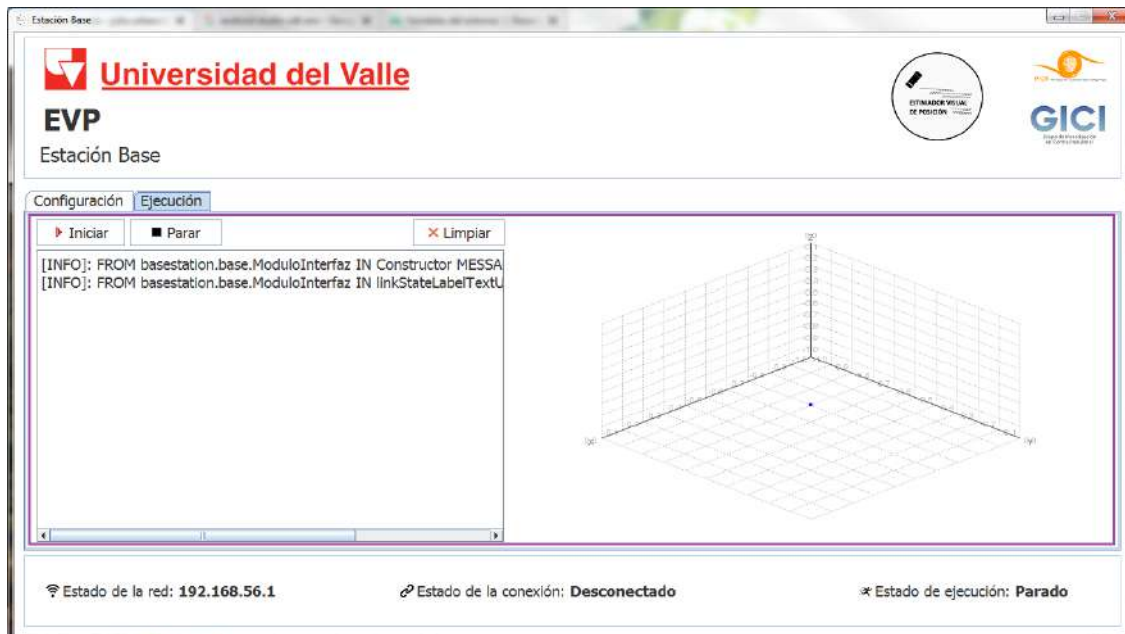 Estación Base
Universidad del Valle
EVP
Estación Base
ESTIMADOR VISUAL
DE POSICIÓN
GICI
Configuración
Ejecución
Iniciar
Parar
Limpiar
[INFO]: FROM basestation.base.ModuloInterfaz IN Constructor MESSA
[INFO]: FROM basestation.base.ModuloInterfaz IN linkStateLabelTextU
Estado de la red: 192.168.56.1
Estado de la conexión: Desconectado
Estado de ejecución: Parado